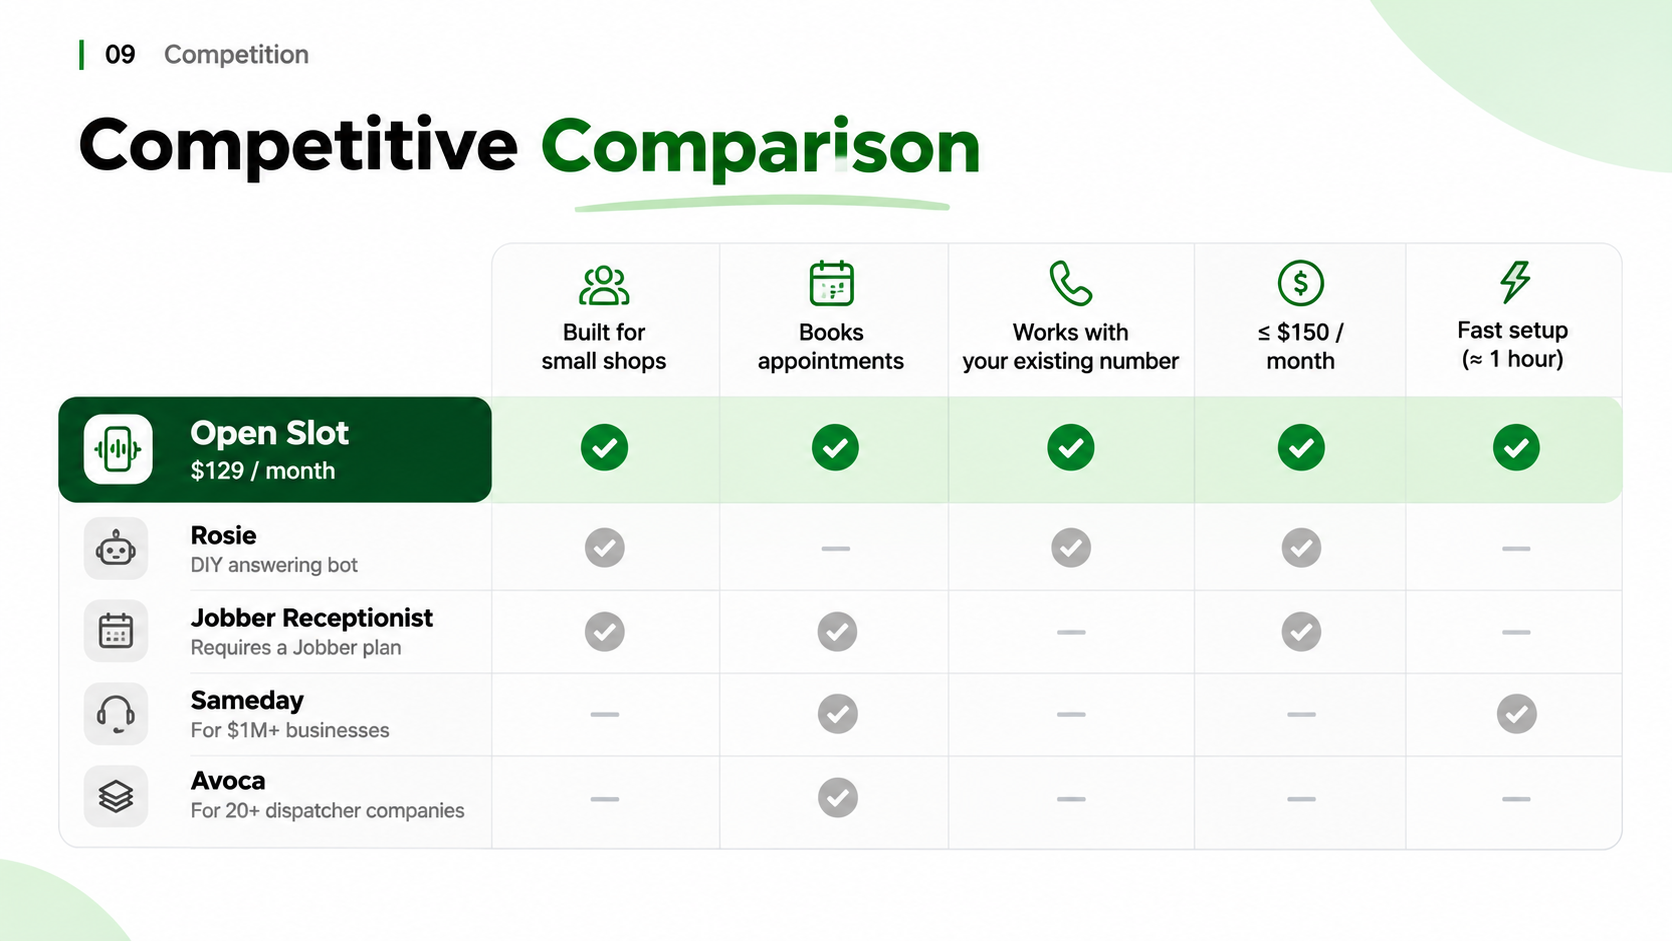 09 Competition
Competitive Comparison
Built for
small shops
Books
appointments
Works with
your existing number
≤ $150 /
month
Fast setup
(≈ 1 hour)
Open Slot
$129 / month
Rosie
DIY answering bot
Jobber Receptionist
Requires a Jobber plan
Sameday
For $1M+ businesses
Avoca
For 20+ dispatcher companies